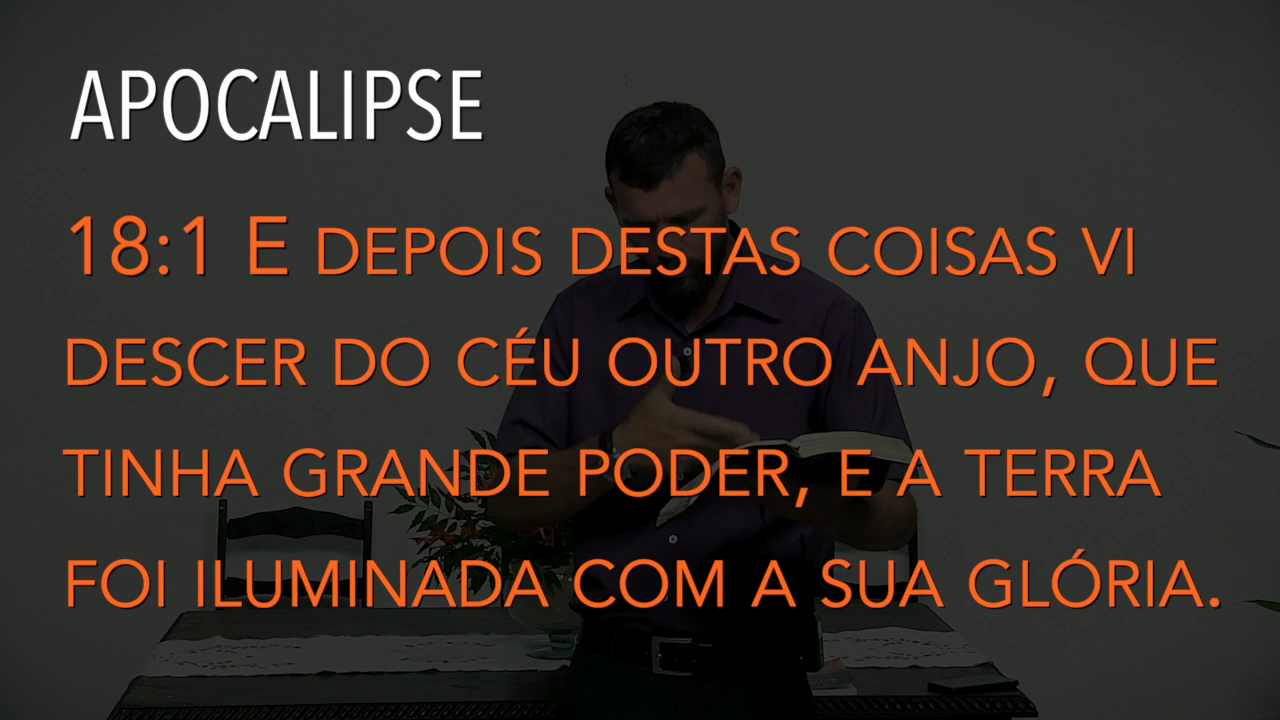 APOCALIPSE
18:1 E DEPOIS DESTAS COISAS VI
DESCER DO CÉU OUTRO ANJO, QUE
TINHA GRANDE PODER, E A TERRA
FOI ILUMINADA COM A SUA GLÓRIA.